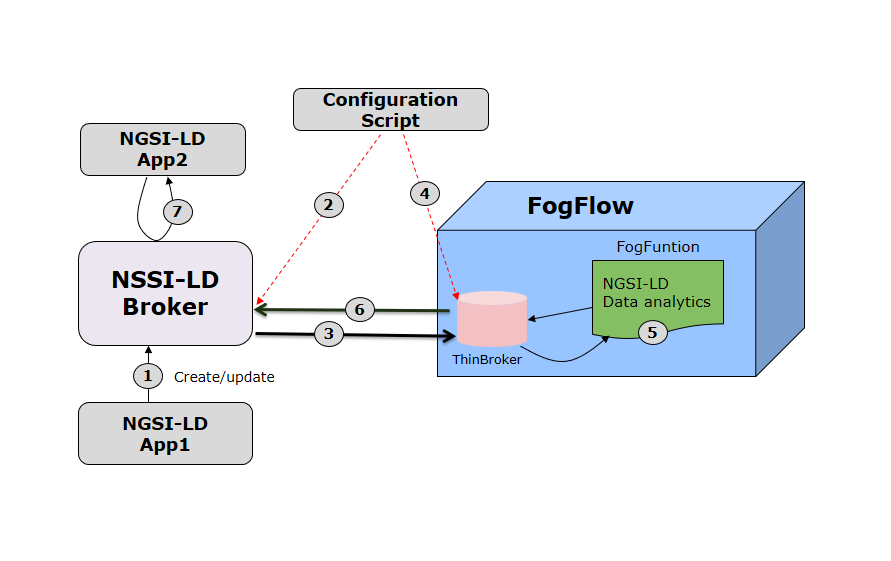 Configuration
Script
NGSI-LD
App2
7
2
4
FogFlow
FogFuntion
NGSI-LD
Data analytics
NSSI-LD
Broker
6
3
5
ThinBroker
1
Create/update
NGSI-LD
App1